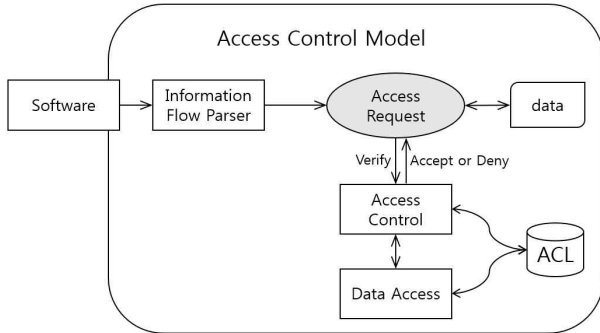 Access Control Model
Software
Information
Flow Parser
Access
Request
data
Verify
Accept or Deny
Access
Control
ACL
Data Access